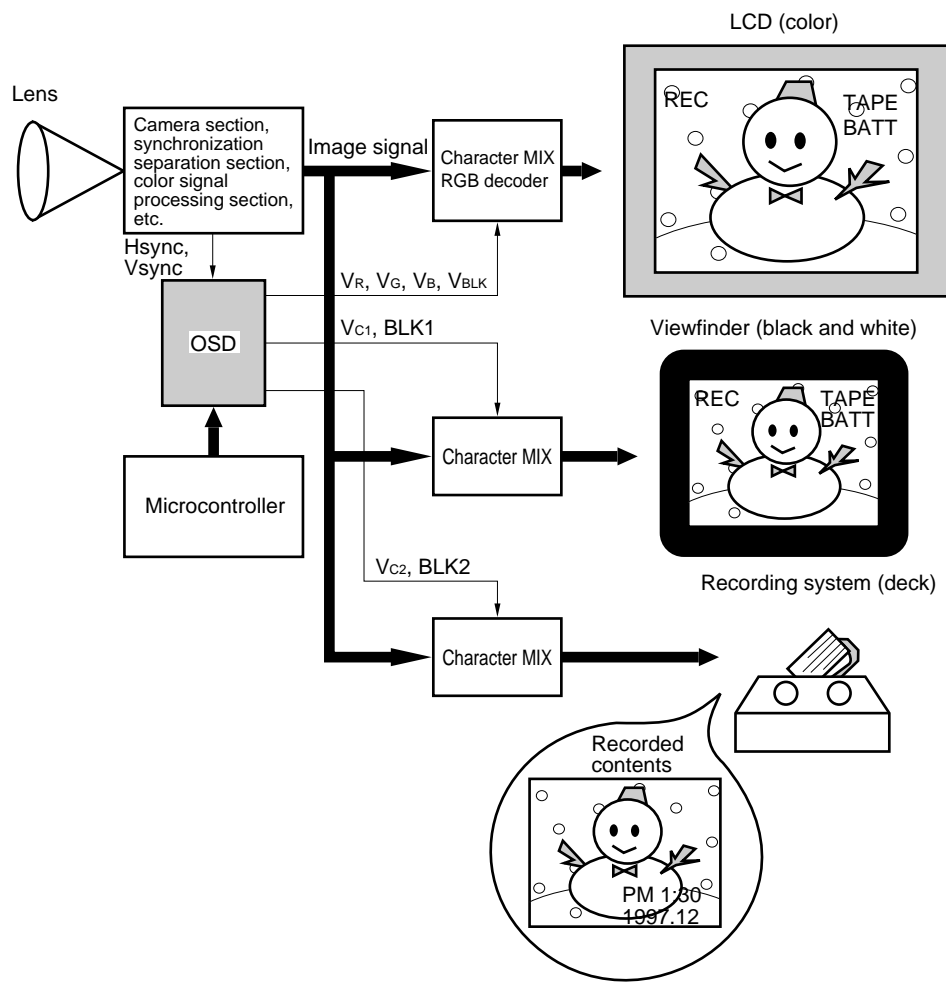 LCD (color)
Lens
Camera section,
synchronization
separation section,
color signal
processing section,
etc.
Image signal
Character MIX
RGB decoder
REC
TAPE
BATT
Hsync,
Vsync
VR, VG, VB, VBLK
OSD
VC1, BLK1
Viewfinder (black and white)
REC
TAPE
BATT
Character MIX
Microcontroller
VC2, BLK2
Recording system (deck)
Character MIX
Recorded
contents
PM 1:30
1997.12